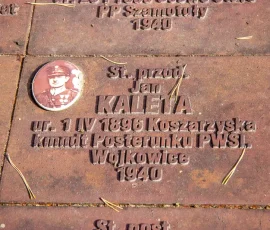 PP Szamotuły
1940
St. przod.
Jan
KALETA
ur. 1 IV 1896 Koszarzyska
kmndt Posterunku PWŚl.
Wojkowice
1940
St. post.